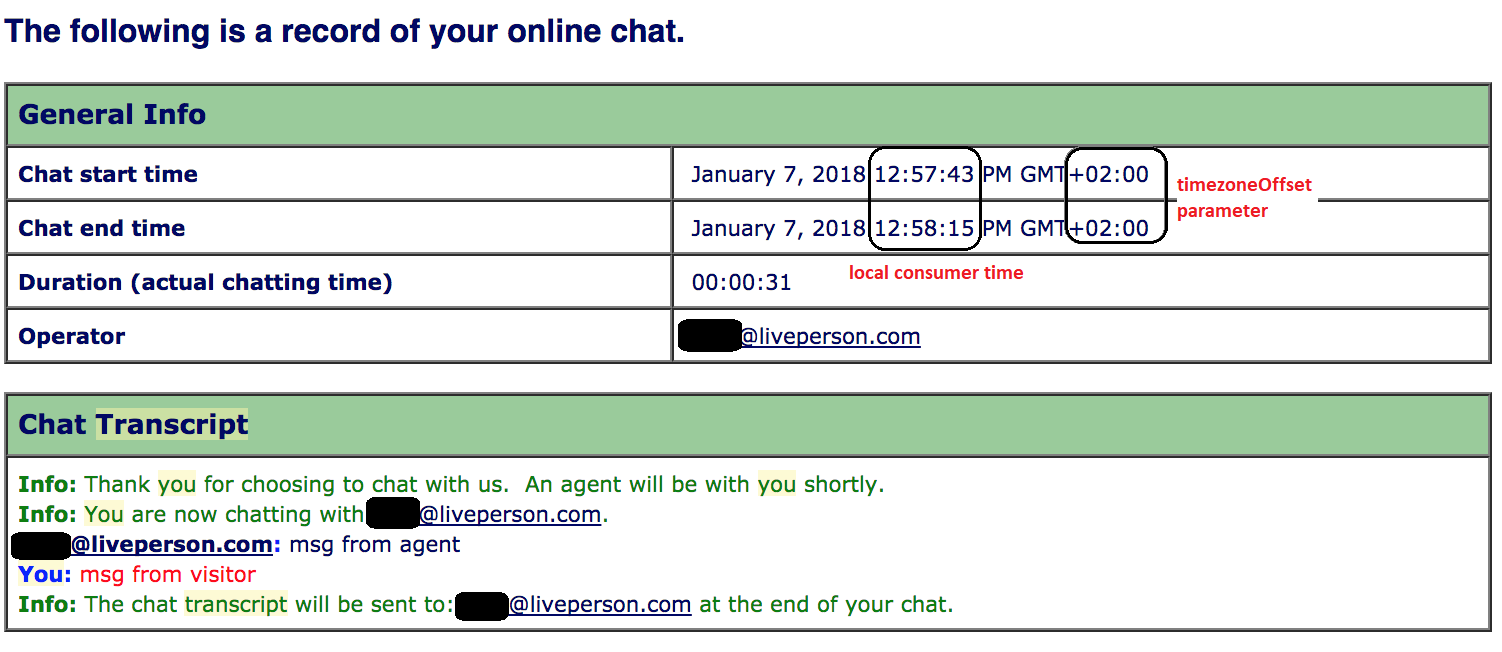 The following is a record of your online chat.
General Info
Chat start time January 7, 2018 12:57:43 PM GMT+02:00
timezoneOffset
parameter
Chat end time January 7, 2018 12:58:15 PM GMT+02:00
local consumer time
Duration (actual chatting time) 00:00:31
Operator @liveperson.com
Chat Transcript
Info: Thank you for choosing to chat with us.  An agent will be with you shortly.
Info: You are now chatting with @liveperson.com.
@liveperson.com: msg from agent
You: msg from visitor
Info: The chat transcript will be sent to: @liveperson.com at the end of your chat.